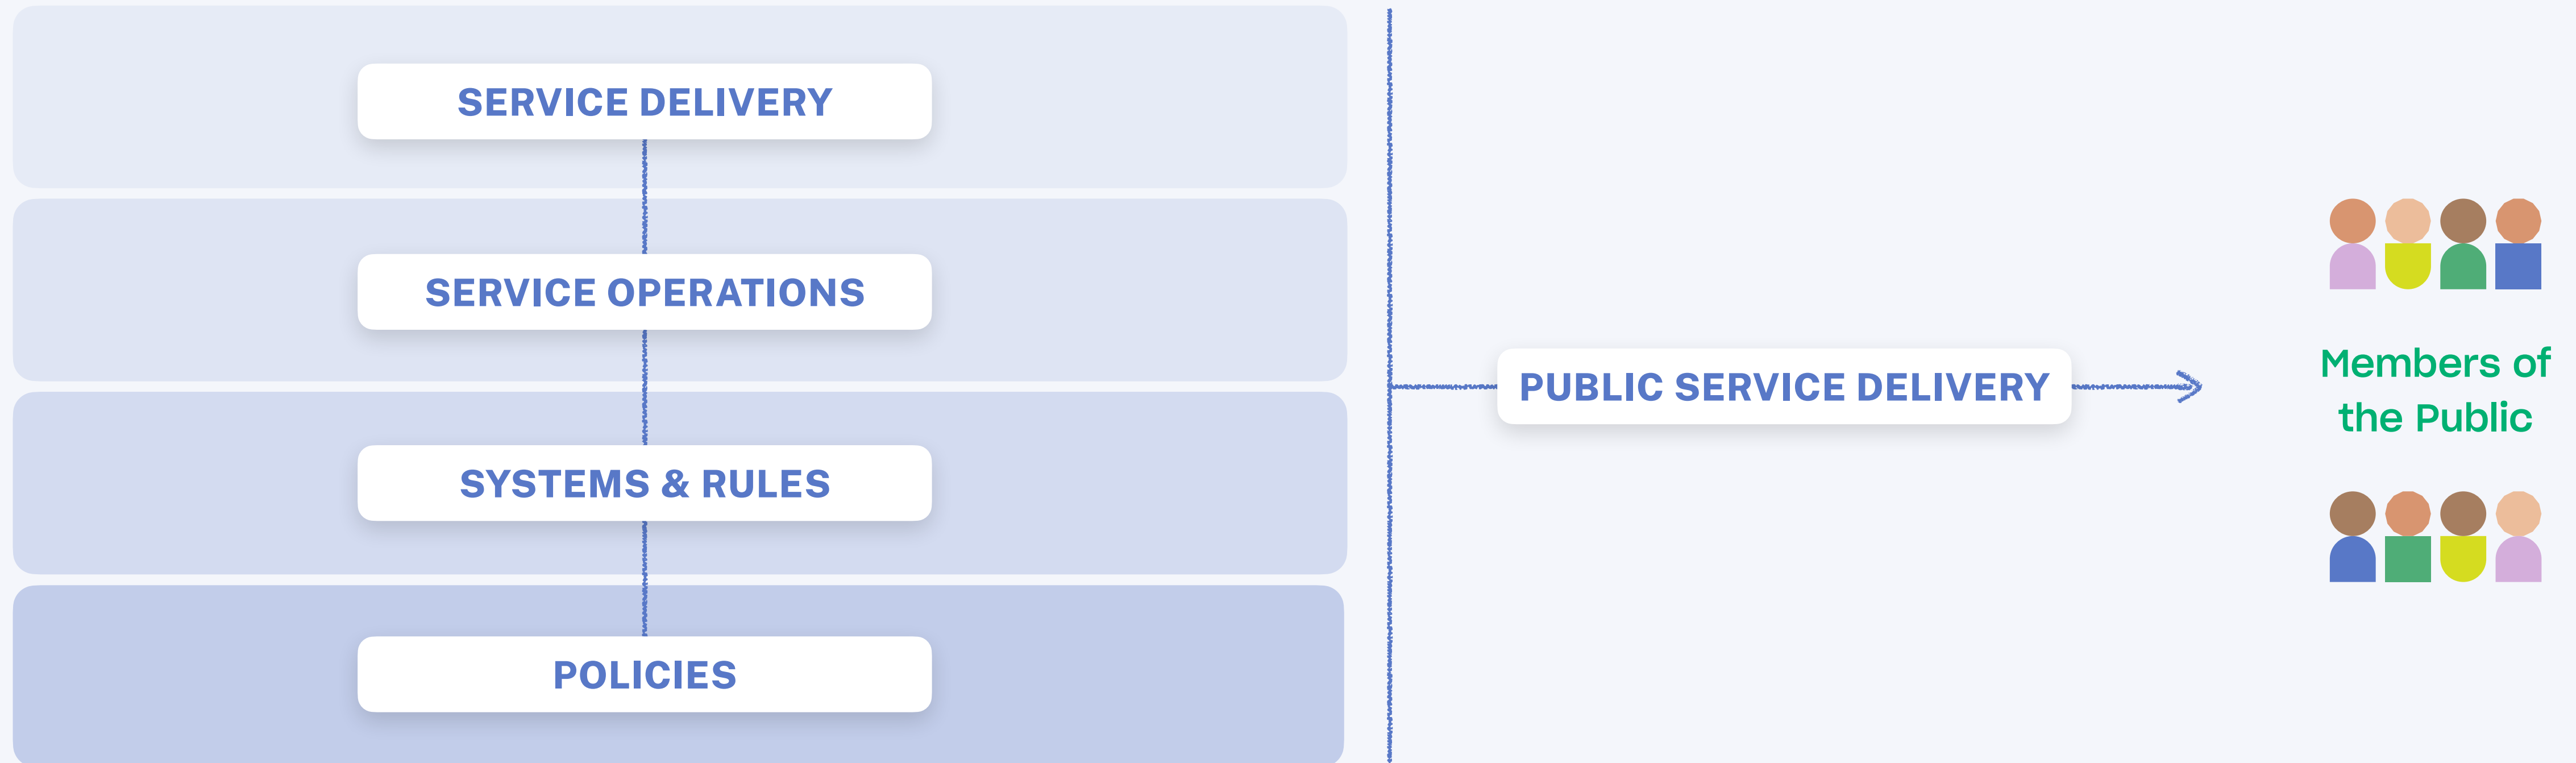 SERVICE DELIVERY
SERVICE OPERATIONS
SYSTEMS & RULES
POLICIES
PUBLIC SERVICE DELIVERY
Members of
the Public